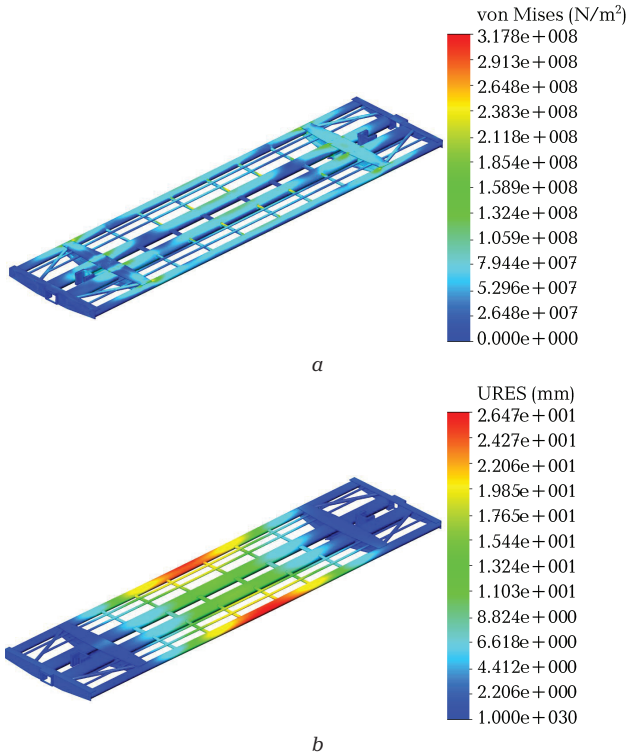 von Mises (N/m²)
3.178e+008
2.913e+008
2.648e+008
2.383e+008
2.118e+008
1.854e+008
1.589e+008
1.324e+008
1.059e+008
7.944e+007
5.296e+007
2.648e+007
0.000e+000
a
URES (mm)
2.647e+001
2.427e+001
2.206e+001
1.985e+001
1.765e+001
1.544e+001
1.324e+001
1.103e+001
8.824e+000
6.618e+000
4.412e+000
2.206e+000
1.000e+030
b